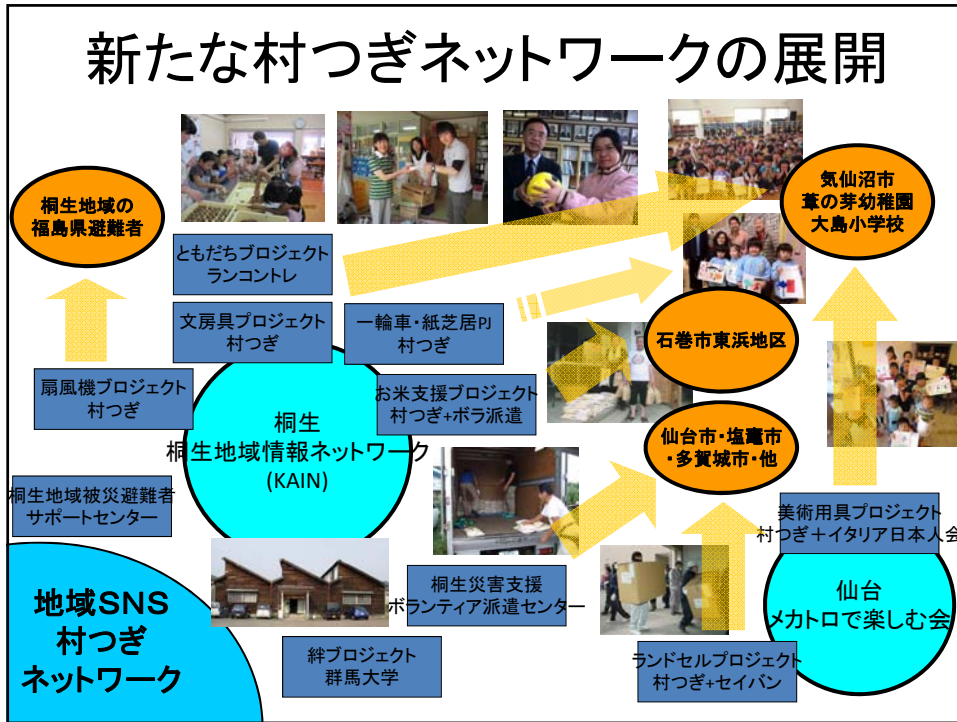 新たな村つぎネットワークの展開
桐生地域の
福島県避難者
気仙沼市
葦の芽幼稚園
大島小学校
ともだちプロジェクト
ランコントレ
文房具プロジェクト
村つぎ
一輪車・紙芝居PJ
村つぎ
石巻市東浜地区
扇風機プロジェクト
村つぎ
お米支援プロジェクト
村つぎ+ボラ派遣
桐生
桐生地域情報ネットワーク
(KAIN)
仙台市・塩竈市
・多賀城市・他
桐生地域被災避難者
サポートセンター
美術用具プロジェクト
村つぎ＋イタリア日本人会
桐生災害支援
ボランティア派遣センター
仙台
メカトロで楽しむ会
地域SNS
村つぎ
ネットワーク
絆プロジェクト
群馬大学
ランドセルプロジェクト
村つぎ+セイバン